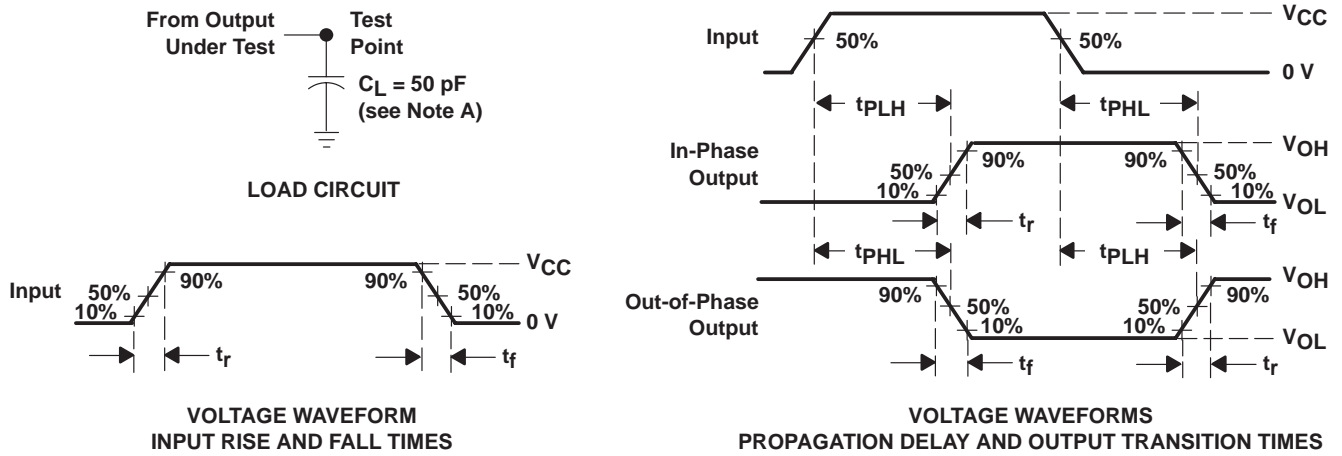 From Output
Under Test
Test
Point
CL = 50 pF
(see Note A)
LOAD CIRCUIT
Input
50%
10%
90%
90%
50%
10%
VCC
0 V
tr
tf
VOLTAGE WAVEFORM
INPUT RISE AND FALL TIMES
Input
50%
50%
VCC
0 V
tPLH
tPHL
In-Phase
Output
50%
10%
90%
90%
50%
10%
VOH
VOL
tr
tf
tPHL
tPLH
Out-of-Phase
Output
90%
50%
10%
50%
10%
90%
VOH
VOL
tf
tr
VOLTAGE WAVEFORMS
PROPAGATION DELAY AND OUTPUT TRANSITION TIMES